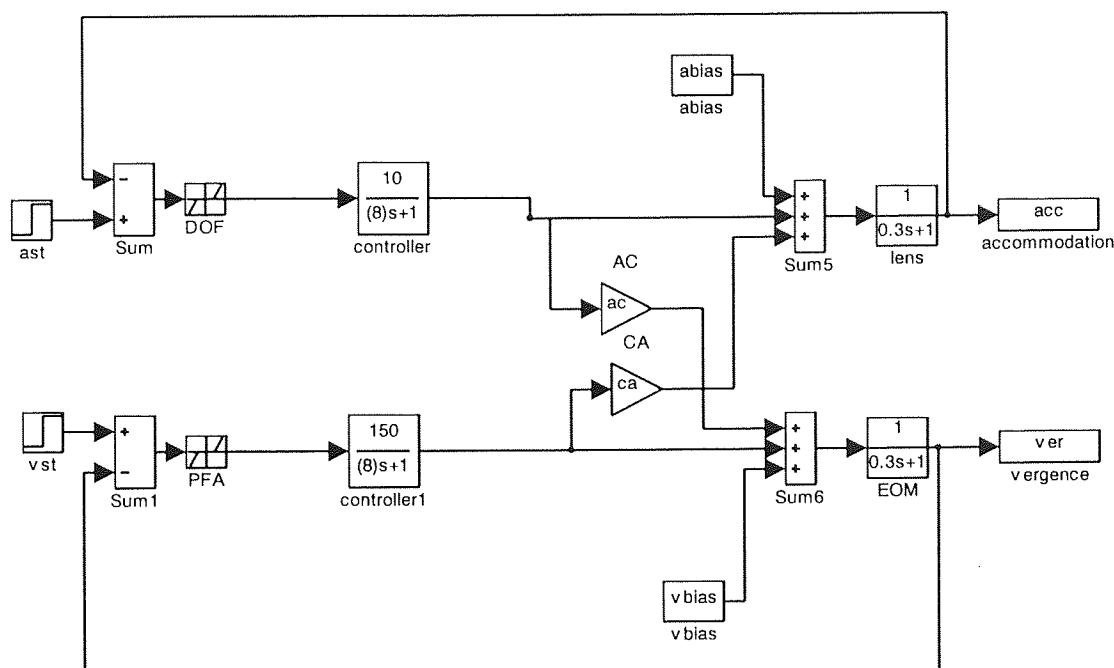 abias
abias
−
+
ast
Sum
DOF
10
(8)s+1
controller
+
+
+
Sum5
1
0.3s+1
lens
acc
accommodation
AC
ac
CA
ca
vst
+
−
Sum1
PFA
150
(8)s+1
controller1
+
+
+
Sum6
1
0.3s+1
EOM
ver
vergence
vbias
vbias